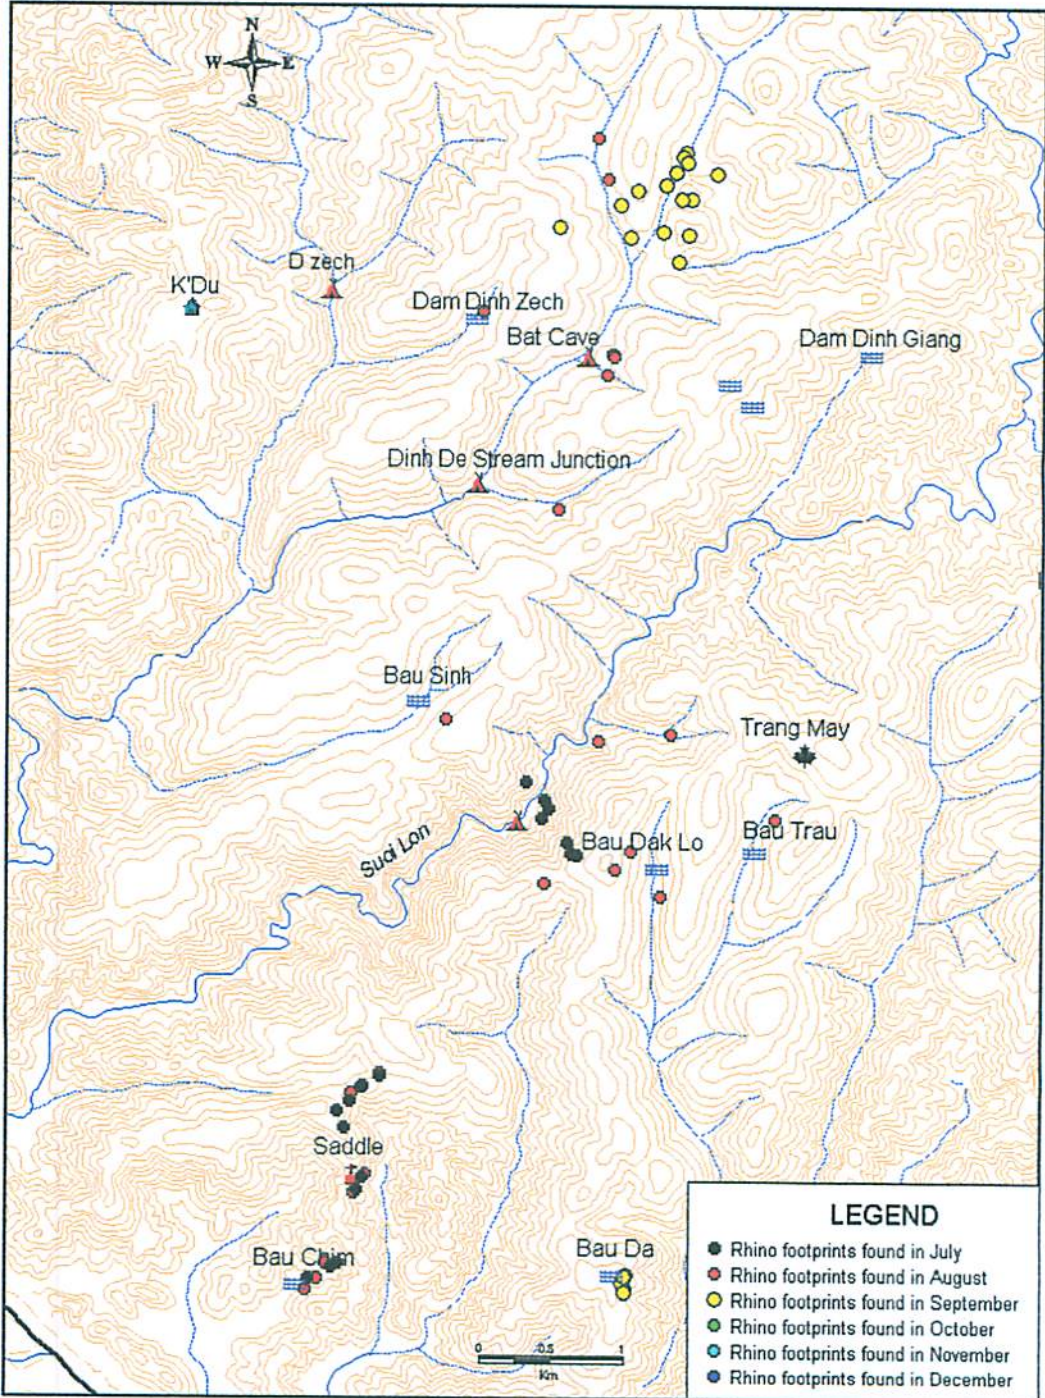 N
W E
S
D zech
K'Du
Dam Dinh Zech
Bat Cave
Dam Dinh Giang
Dinh De Stream Junction
Bau Sinh
Trang May
Suoi Lon
Bau Dak Lo
Bau Trau
Saddle
Bau Chim
Bau Da
0 0.5 1
Km
LEGEND
Rhino footprints found in July
Rhino footprints found in August
Rhino footprints found in September
Rhino footprints found in October
Rhino footprints found in November
Rhino footprints found in December